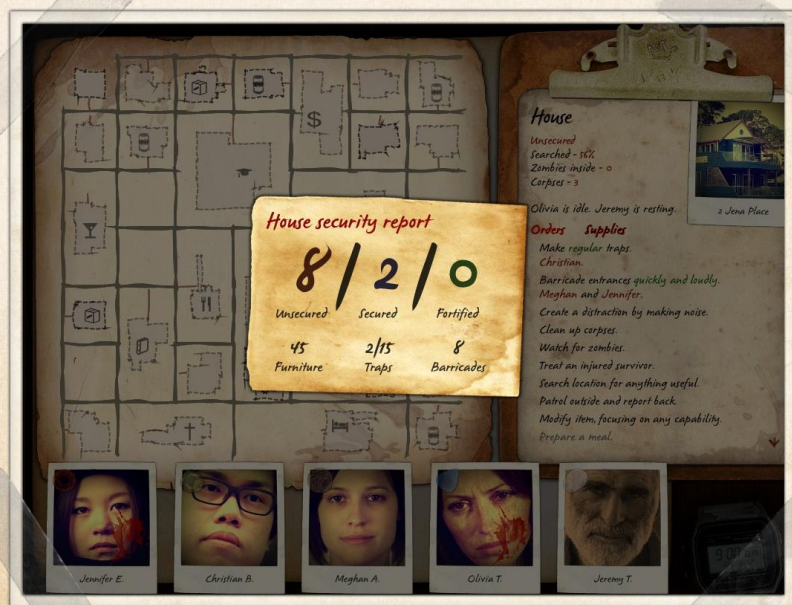 House security report
8/2/0
Unsecured Secured Fortified
45 2/15 8
Furniture Traps Barricades
$
House
Unsecured
Searched - 56%
Zombies inside - 0
Corpses - 3
2 Jena Place
Olivia is idle. Jeremy is resting.
Orders Supplies
Make regular traps.
Christian.
Barricade entrances quickly and loudly.
Meghan and Jennifer.
Create a distraction by making noise.
Clean up corpses.
Watch for zombies.
Treat an injured survivor.
Search location for anything useful.
Patrol outside and report back.
Modify item, focusing on any capability.
Prepare a meal.
Jennifer E. Christian B. Meghan A. Olivia T. Jeremy T.